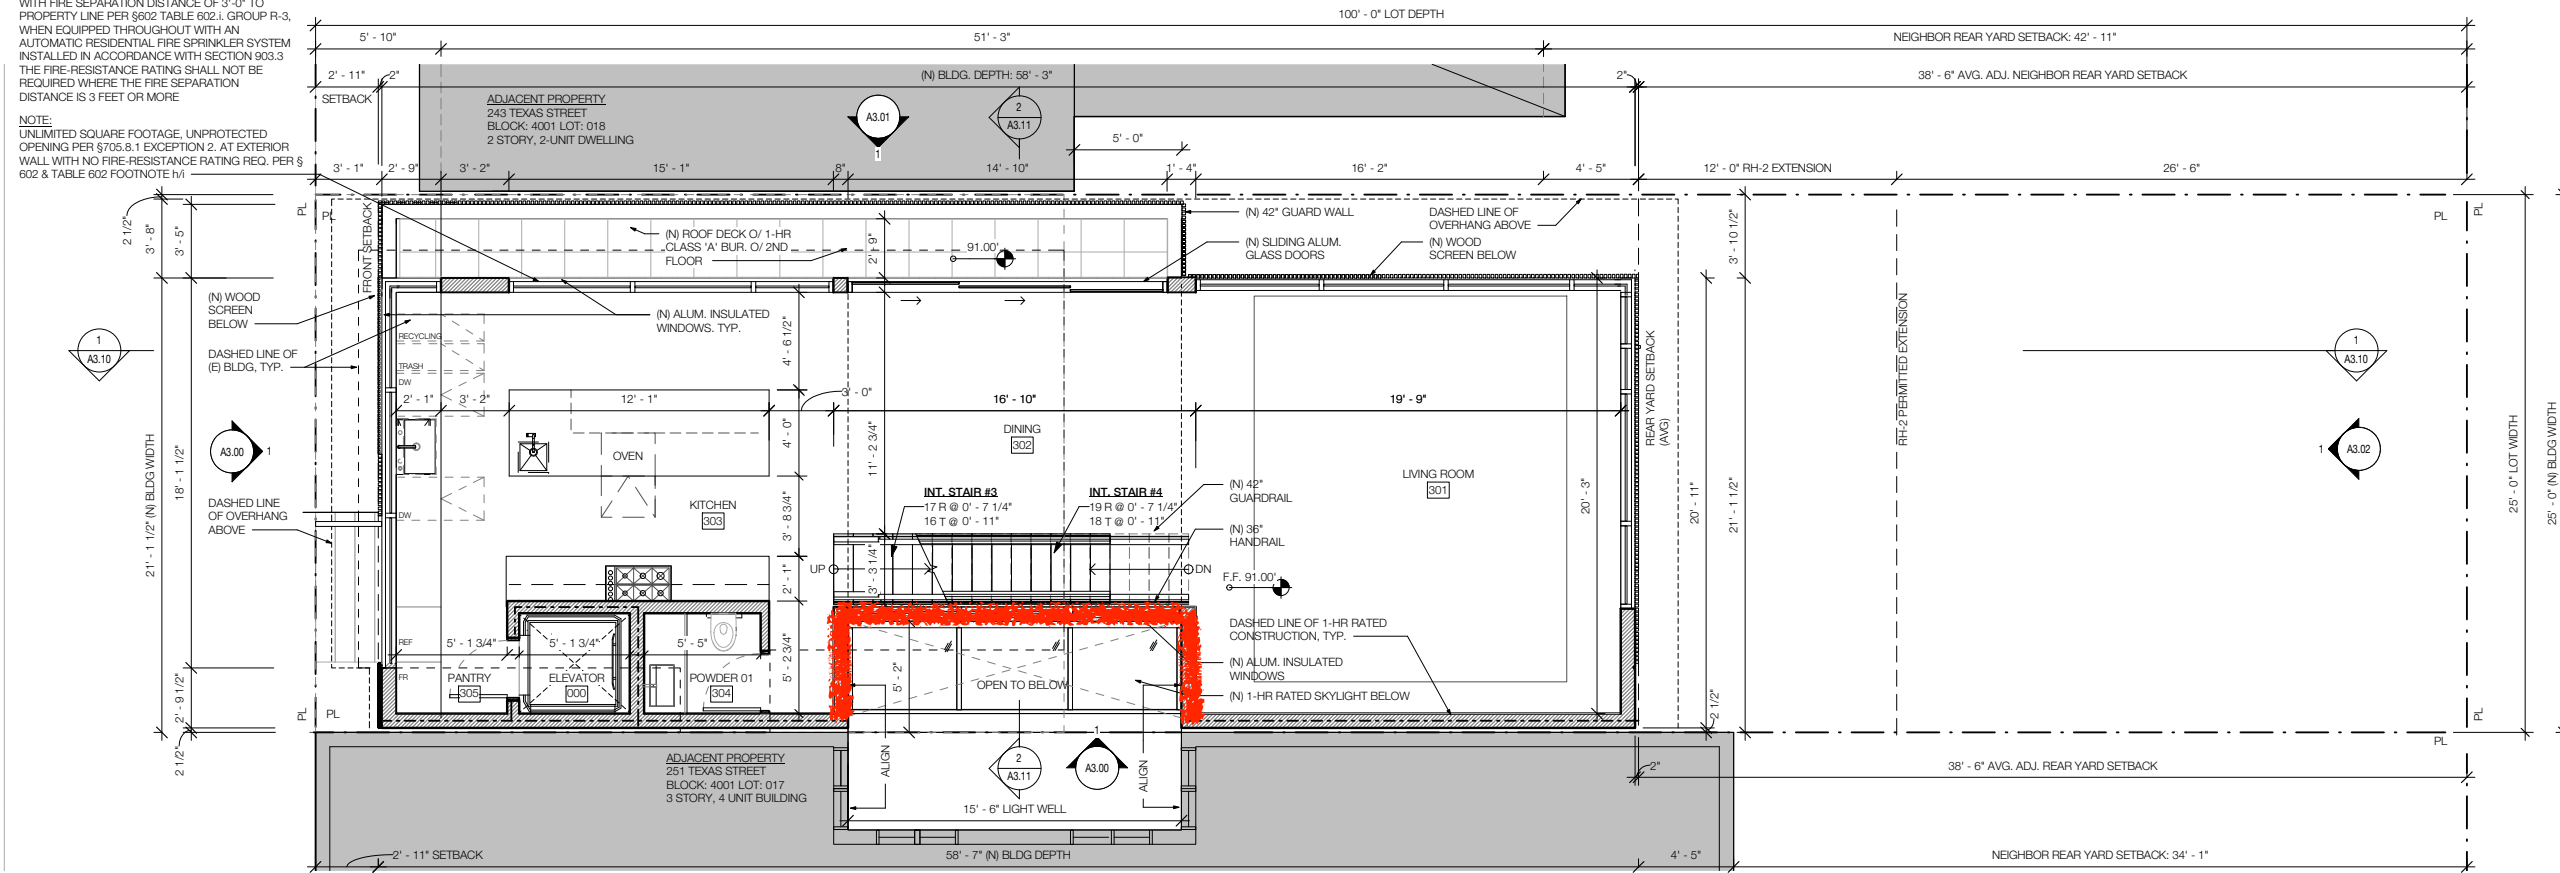 WITH FIRE SEPARATION DISTANCE OF 3'-0" TO
PROPERTY LINE PER §602 TABLE 602.i. GROUP R-3,
WHEN EQUIPPED THROUGHOUT WITH AN
AUTOMATIC RESIDENTIAL FIRE SPRINKLER SYSTEM
INSTALLED IN ACCORDANCE WITH SECTION 903.3
THE FIRE-RESISTANCE RATING SHALL NOT BE
REQUIRED WHERE THE FIRE SEPARATION
DISTANCE IS 3 FEET OR MORE
NOTE:
UNLIMITED SQUARE FOOTAGE, UNPROTECTED
OPENING PER §705.8.1 EXCEPTION 2. AT EXTERIOR
WALL WITH NO FIRE-RESISTANCE RATING REQ. PER §
602 & TABLE 602 FOOTNOTE h/i
100' - 0" LOT DEPTH
5' - 10"
51' - 3"
NEIGHBOR REAR YARD SETBACK: 42' - 11"
2' - 11"
2"
SETBACK
(N) BLDG. DEPTH: 58' - 3"
2"
38' - 6" AVG. ADJ. NEIGHBOR REAR YARD SETBACK
ADJACENT PROPERTY
243 TEXAS STREET
BLOCK: 4001 LOT: 018
2 STORY, 2-UNIT DWELLING
A3.01
1
2
A3.11
5' - 0"
3' - 1"
2' - 9"
3' - 2"
15' - 1"
8"
14' - 10"
1' - 4"
16' - 2"
4' - 5"
12' - 0" RH-2 EXTENSION
26' - 6"
PL
PL
FRONT SETBACK
2 1/2"
3' - 8"
3' - 5"
(N) ROOF DECK O/ 1-HR
CLASS 'A' BUR. O/ 2ND
FLOOR
2' - 9"
91.00'
(N) 42" GUARD WALL
(N) SLIDING ALUM.
GLASS DOORS
DASHED LINE OF
OVERHANG ABOVE
(N) WOOD
SCREEN BELOW
3' - 10 1/2"
PL
PL
(N) WOOD
SCREEN
BELOW
(N) ALUM. INSULATED
WINDOWS. TYP.
4' - 6 1/2"
1
A3.10
DASHED LINE OF
(E) BLDG, TYP.
RECYCLING
TRASH
DW
2' - 1"
3' - 2"
12' - 1"
3' - 0"
16' - 10"
19' - 9"
REAR YARD SETBACK
(AVG)
RH-2 PERMITTED EXTENSION
1
A3.10
A3.00
1
21' - 1 1/2" (N) BLDG WIDTH
18' - 1 1/2"
OVEN
4' - 0"
11' - 2 3/4"
DINING
302
LIVING ROOM
301
1
A3.02
25' - 0" LOT WIDTH
25' - 0" (N) BLDG WIDTH
DASHED LINE
OF OVERHANG
ABOVE
DW
KITCHEN
303
3' - 8 3/4"
INT. STAIR #3
17 R @ 0' - 7 1/4"
16 T @ 0' - 11"
INT. STAIR #4
19 R @ 0' - 7 1/4"
18 T @ 0' - 11"
(N) 42"
GUARDRAIL
(N) 36"
HANDRAIL
20' - 3"
20' - 11"
21' - 1 1/2"
2' - 1"
UP
3' - 3 1/4"
DN
F.F. 91.00'
REF
FR
5' - 1 3/4"
5' - 1 3/4"
5' - 5"
5' - 2 3/4"
5' - 2"
PANTRY
305
ELEVATOR
000
POWDER 01
304
OPEN TO BELOW
DASHED LINE OF 1-HR RATED
CONSTRUCTION, TYP.
(N) ALUM. INSULATED
WINDOWS
(N) 1-HR RATED SKYLIGHT BELOW
2' - 9 1/2"
2 1/2"
2 1/2"
PL
PL
PL
PL
ADJACENT PROPERTY
251 TEXAS STREET
BLOCK: 4001 LOT: 017
3 STORY, 4 UNIT BUILDING
ALIGN
2
A3.11
1
A3.00
ALIGN
15' - 6" LIGHT WELL
2"
38' - 6" AVG. ADJ. REAR YARD SETBACK
2' - 11" SETBACK
58' - 7" (N) BLDG DEPTH
4' - 5"
NEIGHBOR REAR YARD SETBACK: 34' - 1"